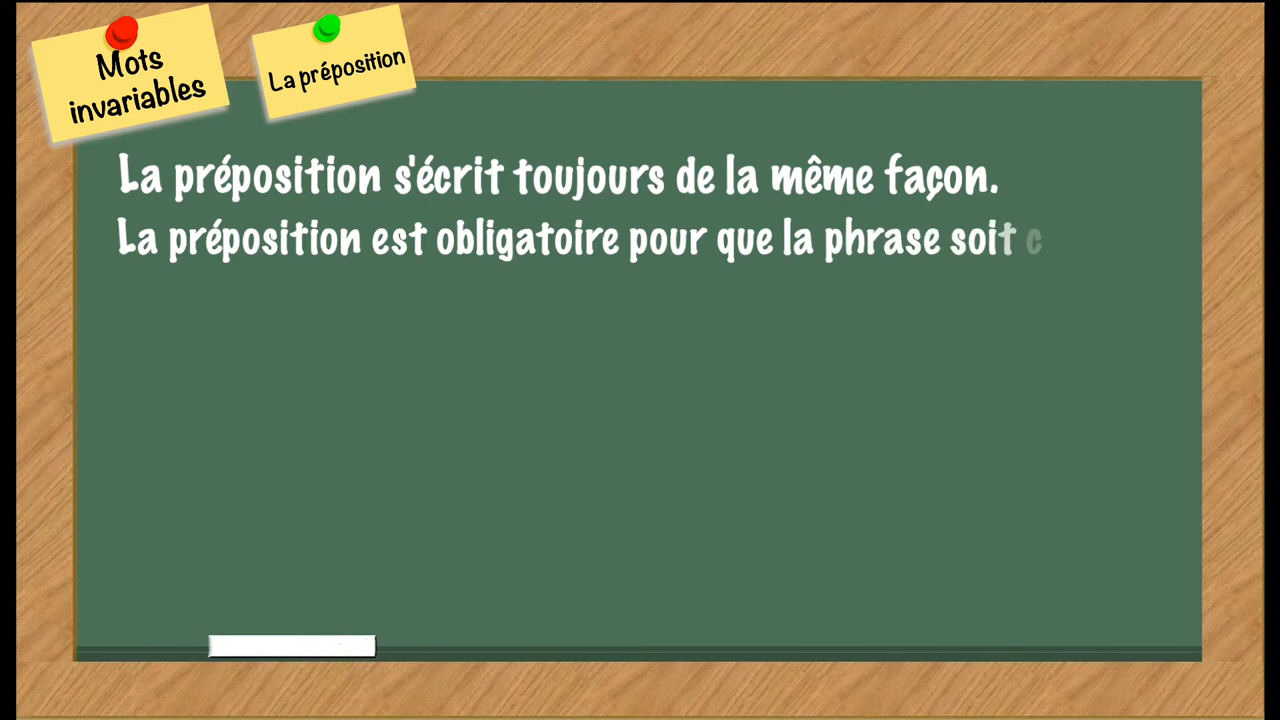 Mots
invariables
La préposition
La préposition s'écrit toujours de la même façon.
La préposition est obligatoire pour que la phrase soit c